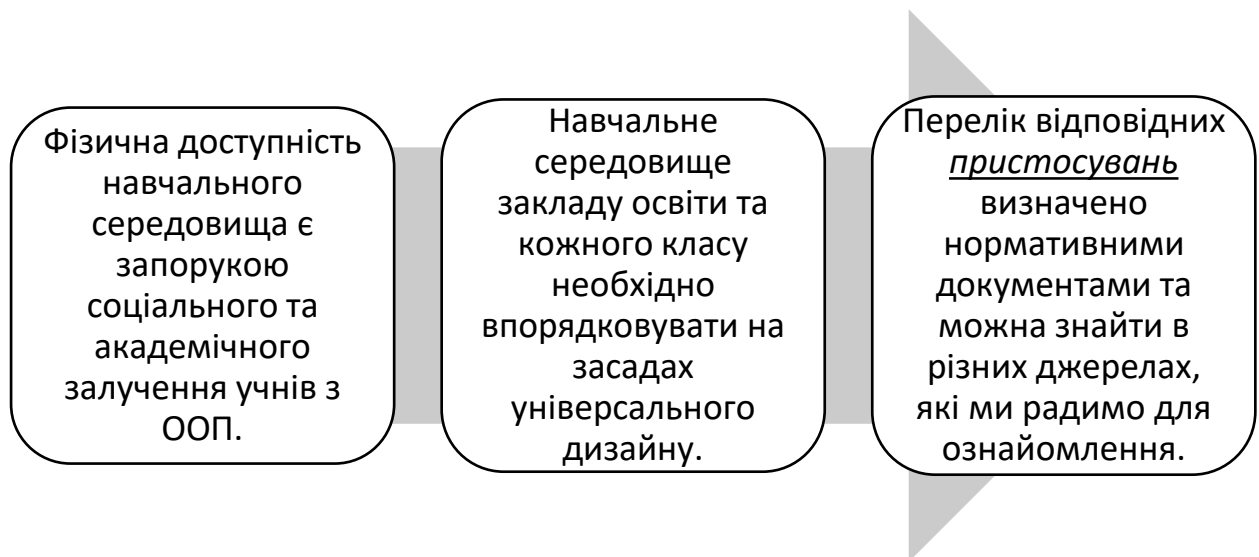 Фізична доступність
навчального
середовища є
запорукою
соціального та
академічного
залучення учнів з
ООП.
Навчальне
середовище
закладу освіти та
кожного класу
необхідно
впорядковувати на
засадах
універсального
дизайну.
Перелік відповідних
пристосувань
визначено
нормативними
документами та
можна знайти в
різних джерелах,
які ми радимо для
ознайомлення.